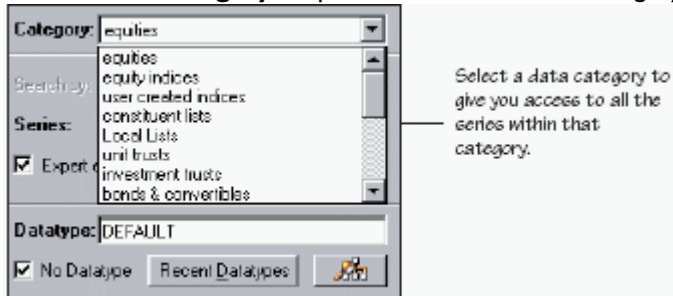 Category: equities
equities
equity indices
user created indices
constituent lists
Local Lists
unit trusts
investment trusts
bonds & convertibles
Search by:
Series:
Expert
Datatype: DEFAULT
No Datatype Recent Datatypes
Select a data category to
give you access to all the
series within that
category.